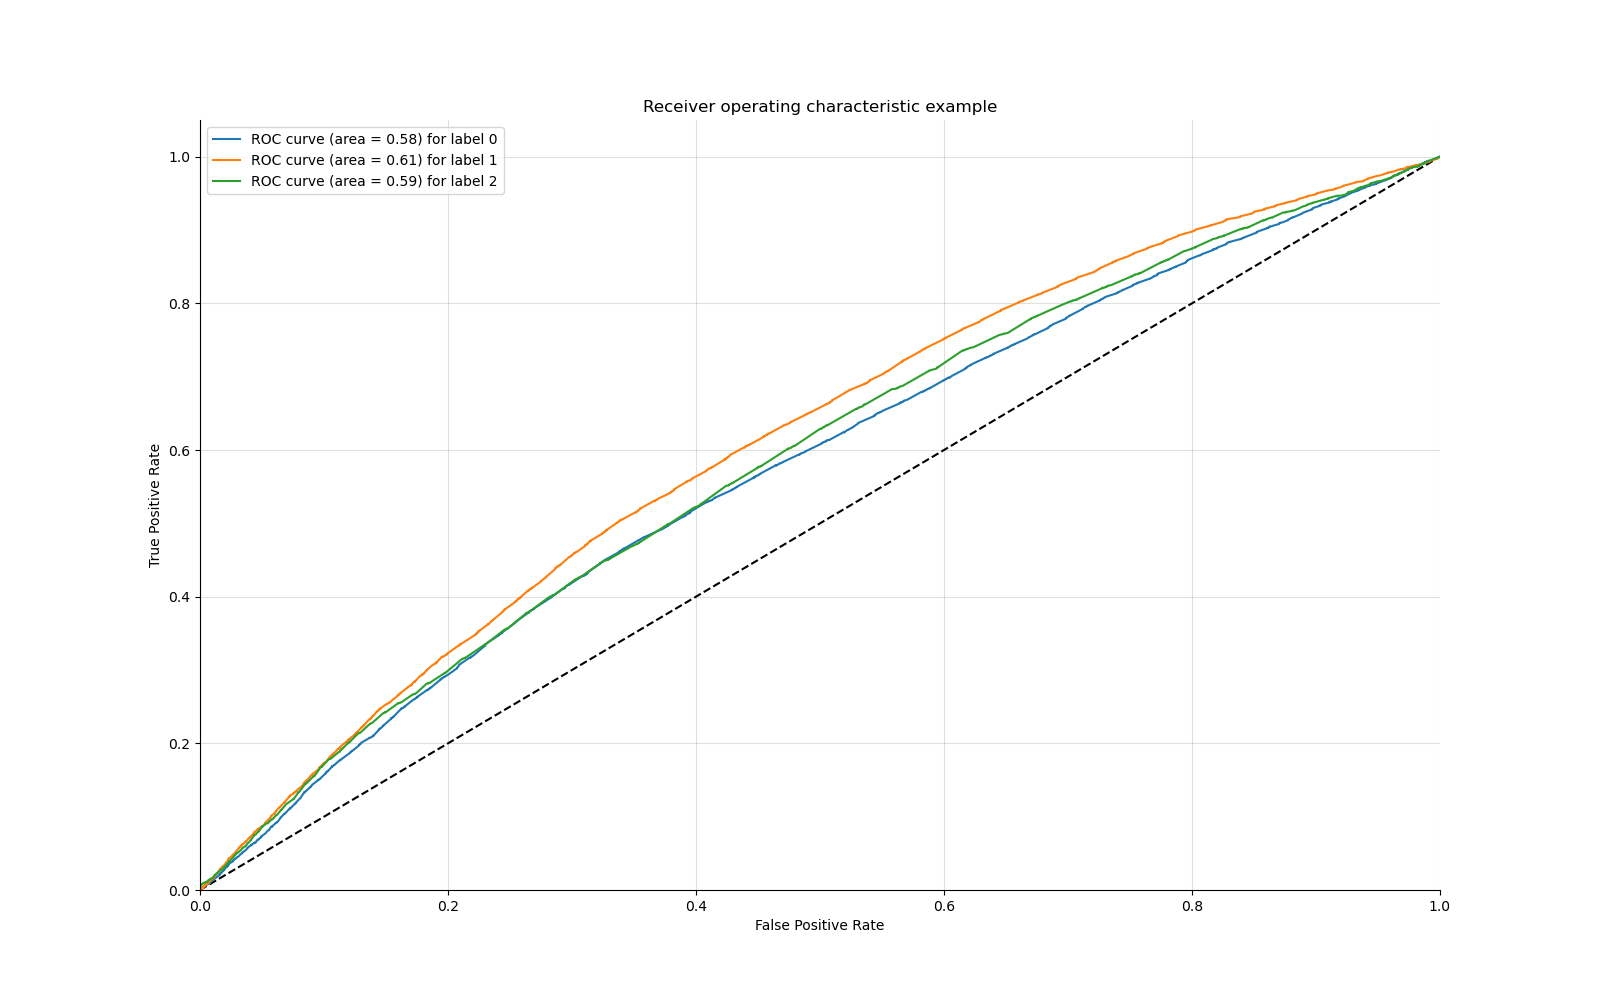 Receiver operating characteristic example
ROC curve (area = 0.58) for label 0
ROC curve (area = 0.61) for label 1
ROC curve (area = 0.59) for label 2
1.0
0.8
0.6
0.4
0.2
0.0
True Positive Rate
0.0 0.2 0.4 0.6 0.8 1.0
False Positive Rate